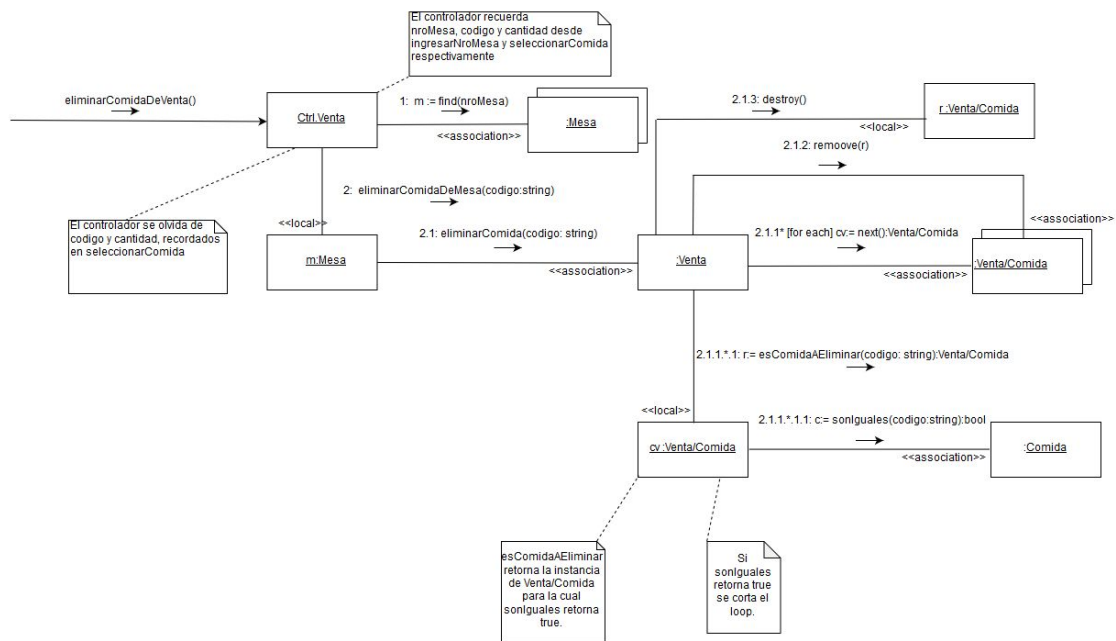 El controlador recuerda
nroMesa, codigo y cantidad desde
ingresarNroMesa y seleccionarComida
respectivamente
eliminarComidaDeVenta()
Ctrl.Venta
1: m := find(nroMesa)
<<association>>
:Mesa
2.1.3: destroy()
<<local>>
r:Venta/Comida
2.1.2: remoove(r)
El controlador se olvida de
codigo y cantidad, recordados
en seleccionarComida
2: eliminarComidaDeMesa(codigo:string)
<<local>>
m:Mesa
2.1: eliminarComida(codigo: string)
<<association>>
:Venta
<<association>>
2.1.1* [for each] cv:= next():Venta/Comida
<<association>>
:Venta/Comida
2.1.1.*.1: r:= esComidaAEliminar(codigo: string):Venta/Comida
<<local>>
cv :Venta/Comida
2.1.1.*.1.1: c:= sonIguales(codigo:string):bool
<<association>>
:Comida
esComidaAEliminar
retorna la instancia
de Venta/Comida
para la cual
sonIguales retorna
true.
Si
sonIguales
retorna true
se corta el
loop.